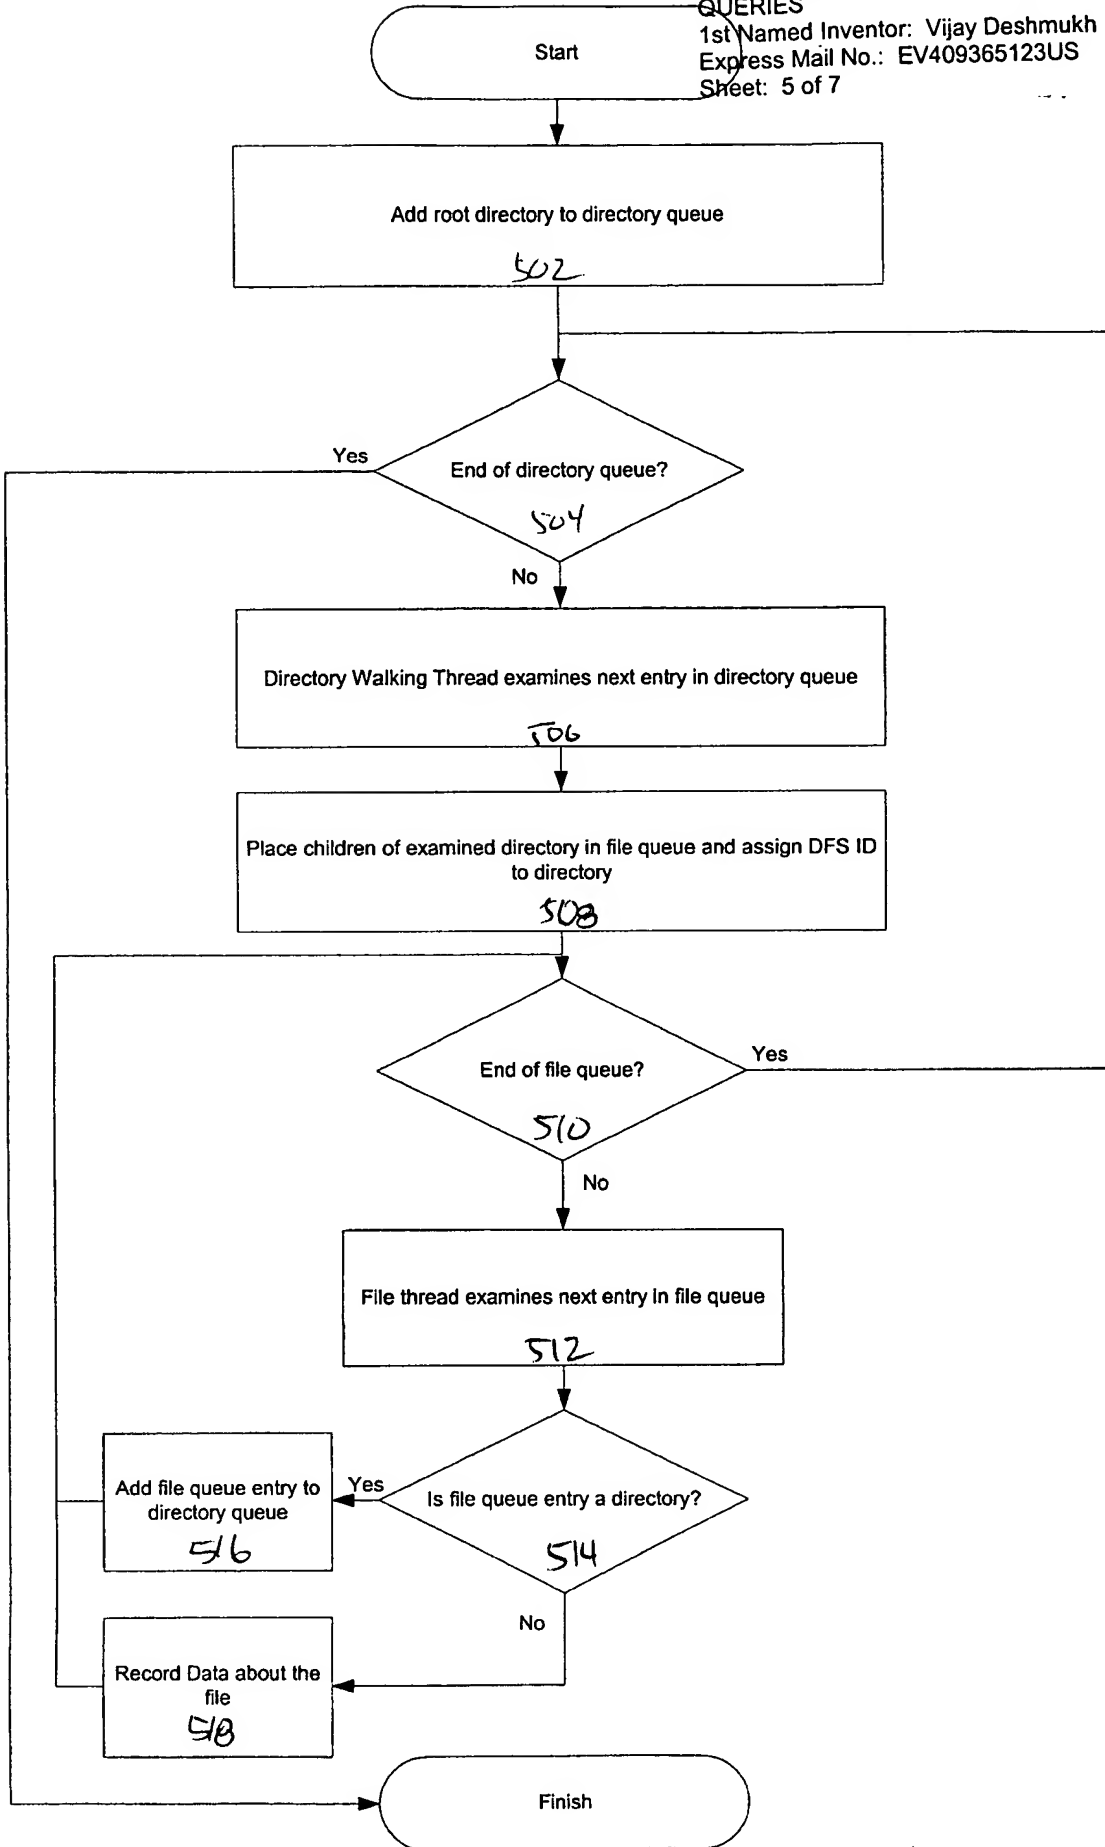 QUERIES
1st Named Inventor: Vijay Deshmukh
Express Mail No.: EV409365123US
Sheet: 5 of 7
Start
Add root directory to directory queue
502
Yes
End of directory queue?
504
No
Directory Walking Thread examines next entry in directory queue
506
Place children of examined directory in file queue and assign DFS ID
to directory
508
End of file queue?
Yes
510
No
File thread examines next entry in file queue
512
Add file queue entry to
directory queue
516
Yes
Is file queue entry a directory?
514
No
Record Data about the
file
518
Finish